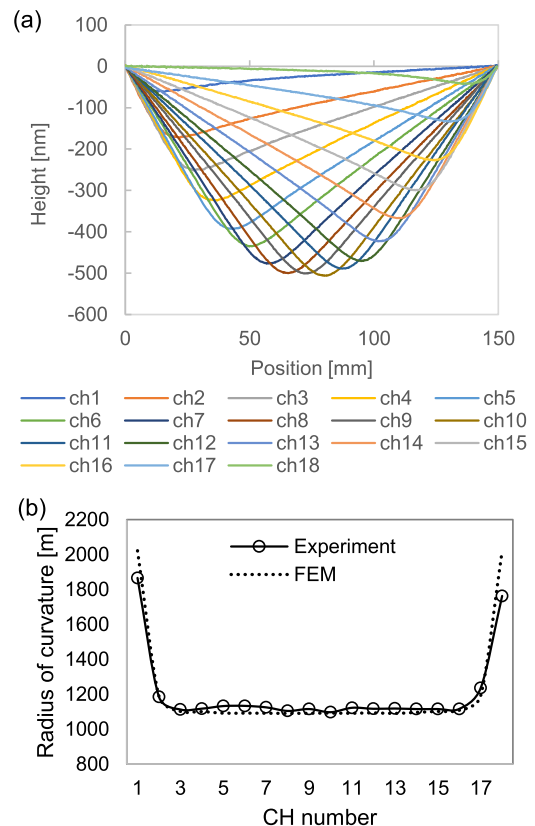 (a)
100
0
-100
-200
-300
-400
-500
-600
Height [nm]
0 50 100 150
Position [mm]
ch1 ch2 ch3 ch4 ch5
ch6 ch7 ch8 ch9 ch10
ch11 ch12 ch13 ch14 ch15
ch16 ch17 ch18
(b)
2200
2000
1800
1600
1400
1200
1000
800
Radius of curvature [m]
Experiment
FEM
1 3 5 7 9 11 13 15 17
CH number